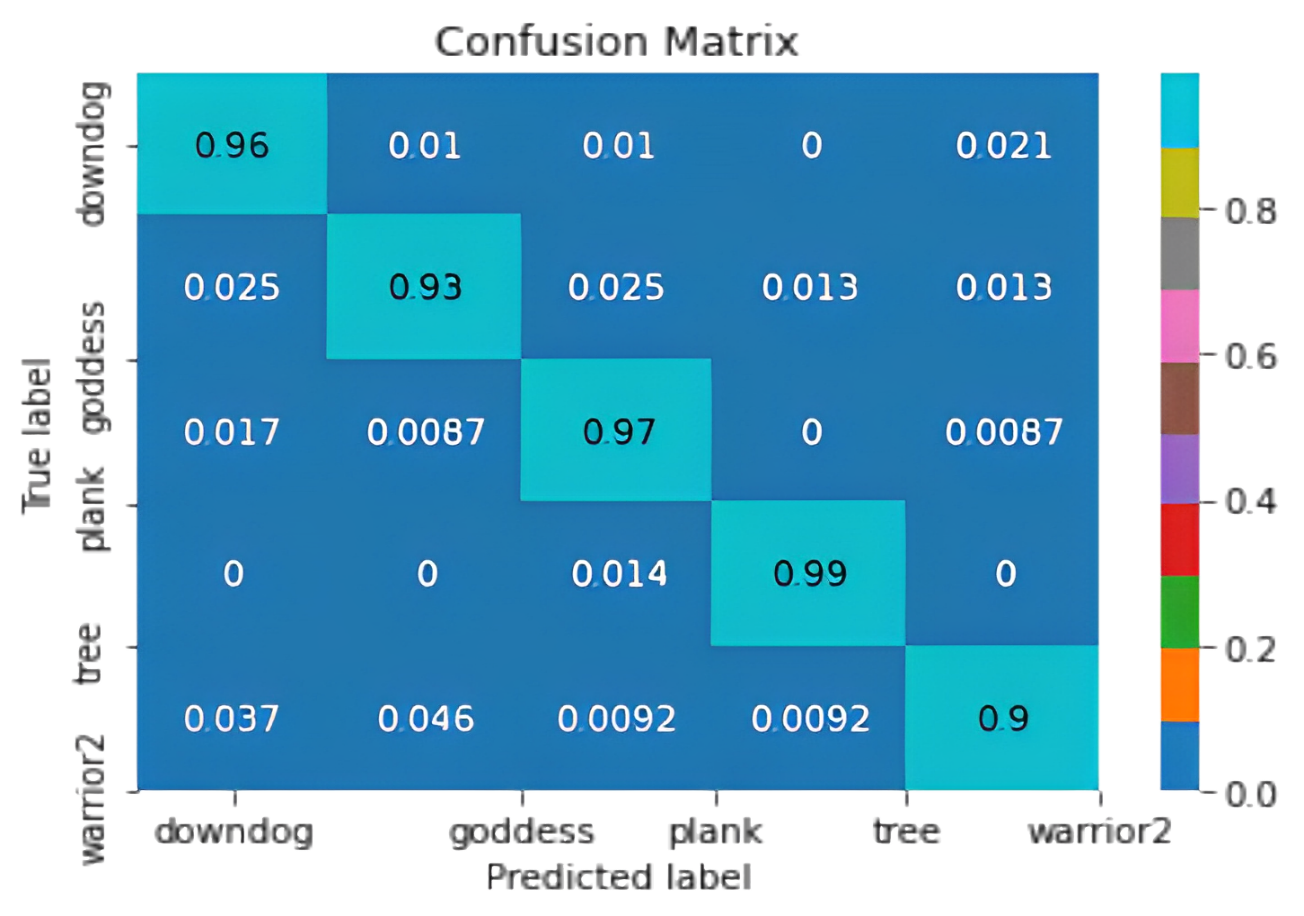 Confusion Matrix
True label
downdog
goddess
plank
tree
warrior2
0.96 0.01 0.01 0 0.021
0.025 0.93 0.025 0.013 0.013
0.017 0.0087 0.97 0 0.0087
0 0 0.014 0.99 0
0.037 0.046 0.0092 0.0092 0.9
downdog goddess plank tree warrior2
Predicted label
0.8
0.6
0.4
0.2
0.0